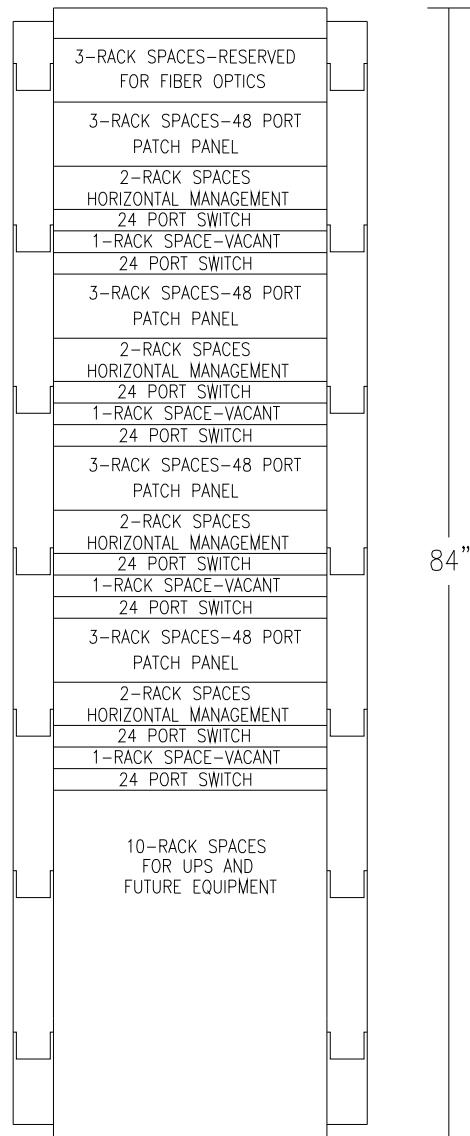 3-RACK SPACES-RESERVED
FOR FIBER OPTICS
3-RACK SPACES-48 PORT
PATCH PANEL
2-RACK SPACES
HORIZONTAL MANAGEMENT
24 PORT SWITCH
1-RACK SPACE-VACANT
24 PORT SWITCH
3-RACK SPACES-48 PORT
PATCH PANEL
2-RACK SPACES
HORIZONTAL MANAGEMENT
24 PORT SWITCH
1-RACK SPACE-VACANT
24 PORT SWITCH
3-RACK SPACES-48 PORT
PATCH PANEL
2-RACK SPACES
HORIZONTAL MANAGEMENT
24 PORT SWITCH
1-RACK SPACE-VACANT
24 PORT SWITCH
3-RACK SPACES-48 PORT
PATCH PANEL
2-RACK SPACES
HORIZONTAL MANAGEMENT
24 PORT SWITCH
1-RACK SPACE-VACANT
24 PORT SWITCH
10-RACK SPACES
FOR UPS AND
FUTURE EQUIPMENT
84"